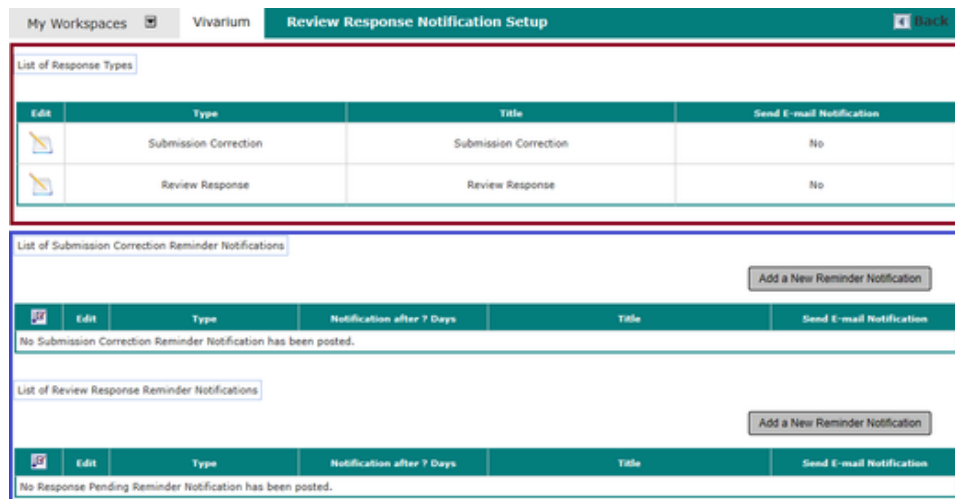 My Workspaces Vivarium Review Response Notification Setup Back
List of Response Types
Edit Type Title Send E-mail Notification
Submission Correction Submission Correction No
Review Response Review Response No
List of Submission Correction Reminder Notifications
Add a New Reminder Notification
Edit Type Notification after ? Days Title Send E-mail Notification
No Submission Correction Reminder Notification has been posted.
List of Review Response Reminder Notifications
Add a New Reminder Notification
Edit Type Notification after ? Days Title Send E-mail Notification
No Response Pending Reminder Notification has been posted.